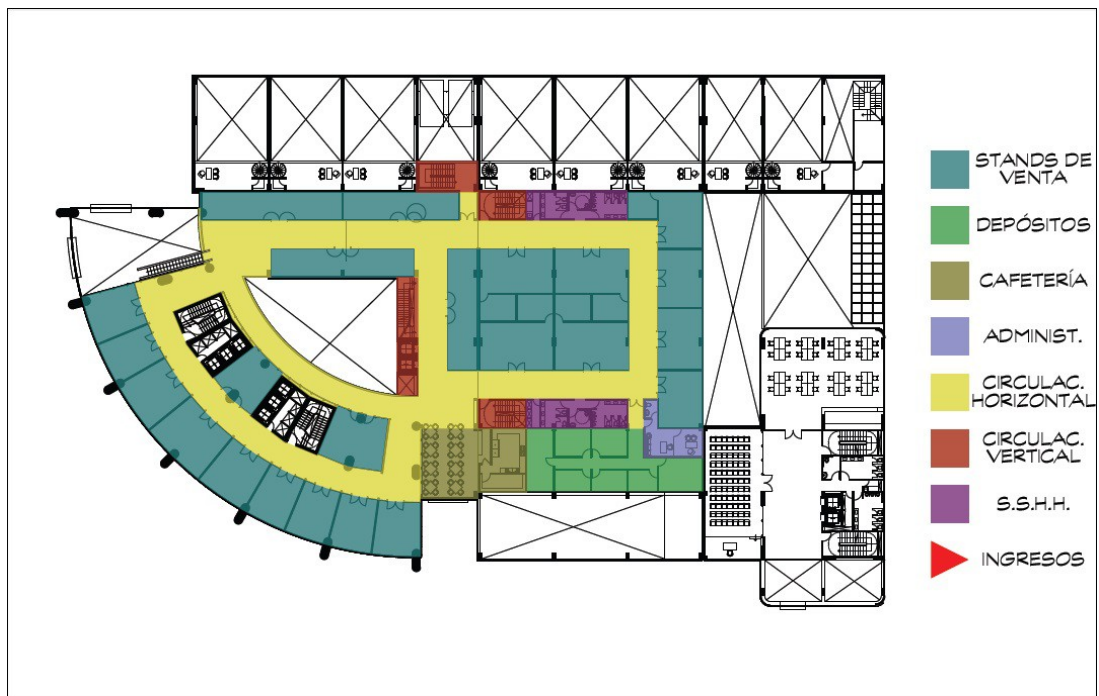 STANDS DE
VENTA
DEPÓSITOS
CAFETERÍA
ADMINIST.
CIRCULAC.
HORIZONTAL
CIRCULAC.
VERTICAL
S.S.H.H.
INGRESOS